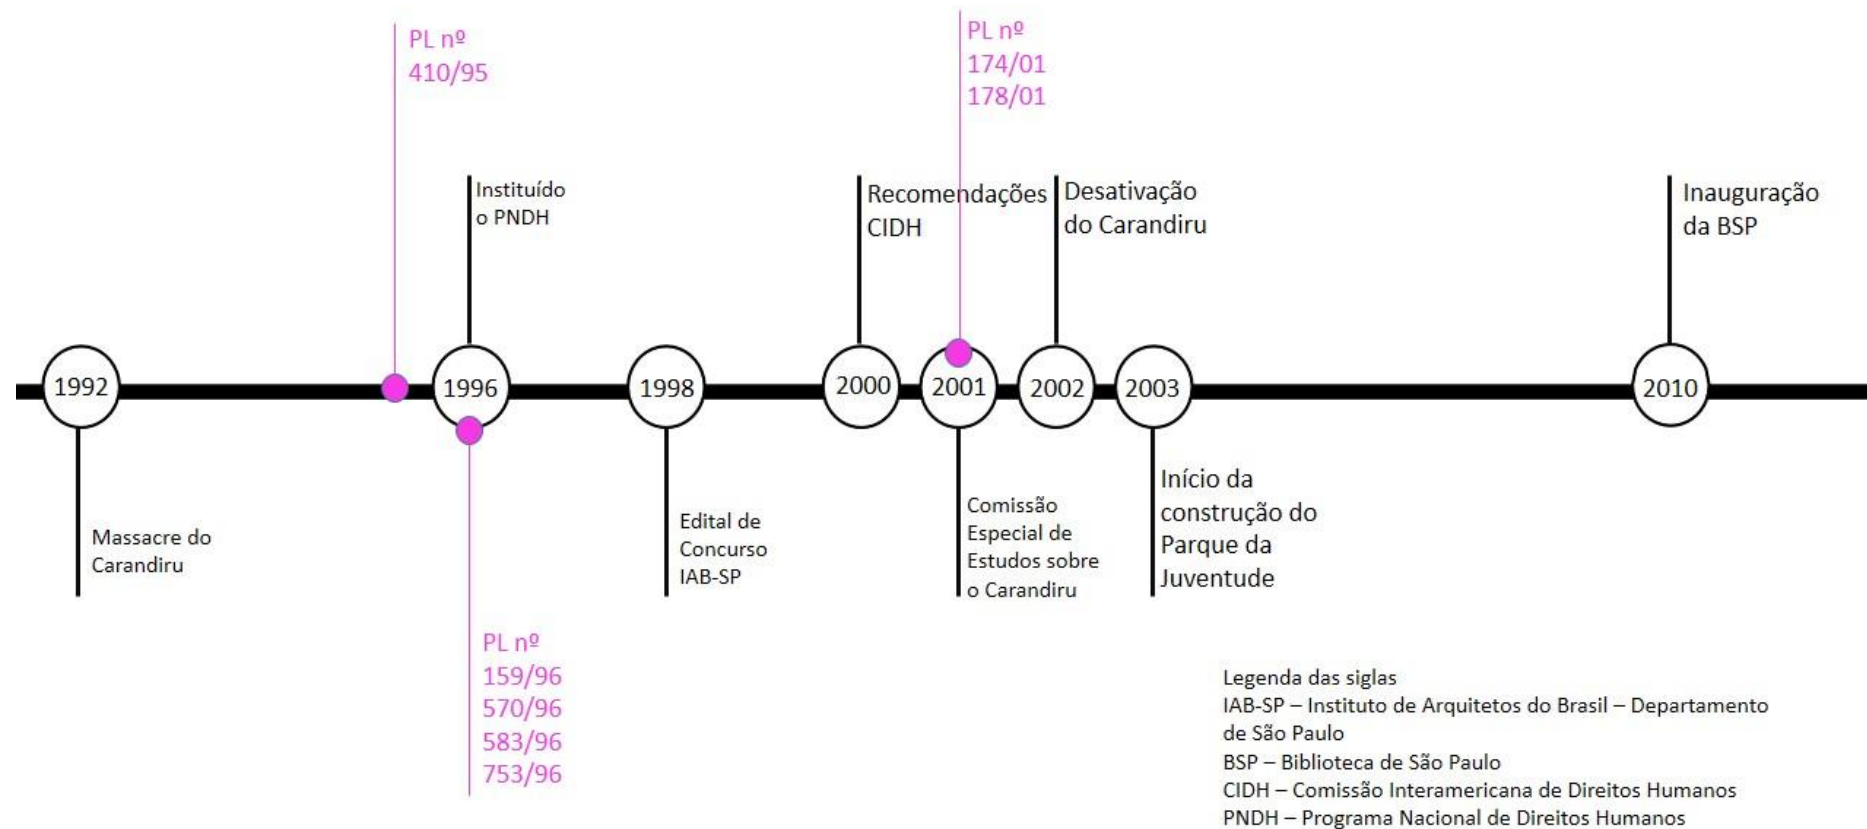 PL nº
410/95
PL nº
174/01
178/01
Instituído
o PNDH
Recomendações
CIDH
Desativação
do Carandiru
Inauguração
da BSP
1992
1996
1998
2000
2001
2002
2003
2010
Massacre do
Carandiru
Edital de
Concurso
IAB-SP
Comissão
Especial de
Estudos sobre
o Carandiru
Início da
construção do
Parque da
Juventude
PL nº
159/96
570/96
583/96
753/96
Legenda das siglas
IAB-SP – Instituto de Arquitetos do Brasil – Departamento
de São Paulo
BSP – Biblioteca de São Paulo
CIDH – Comissão Interamericana de Direitos Humanos
PNDH – Programa Nacional de Direitos Humanos